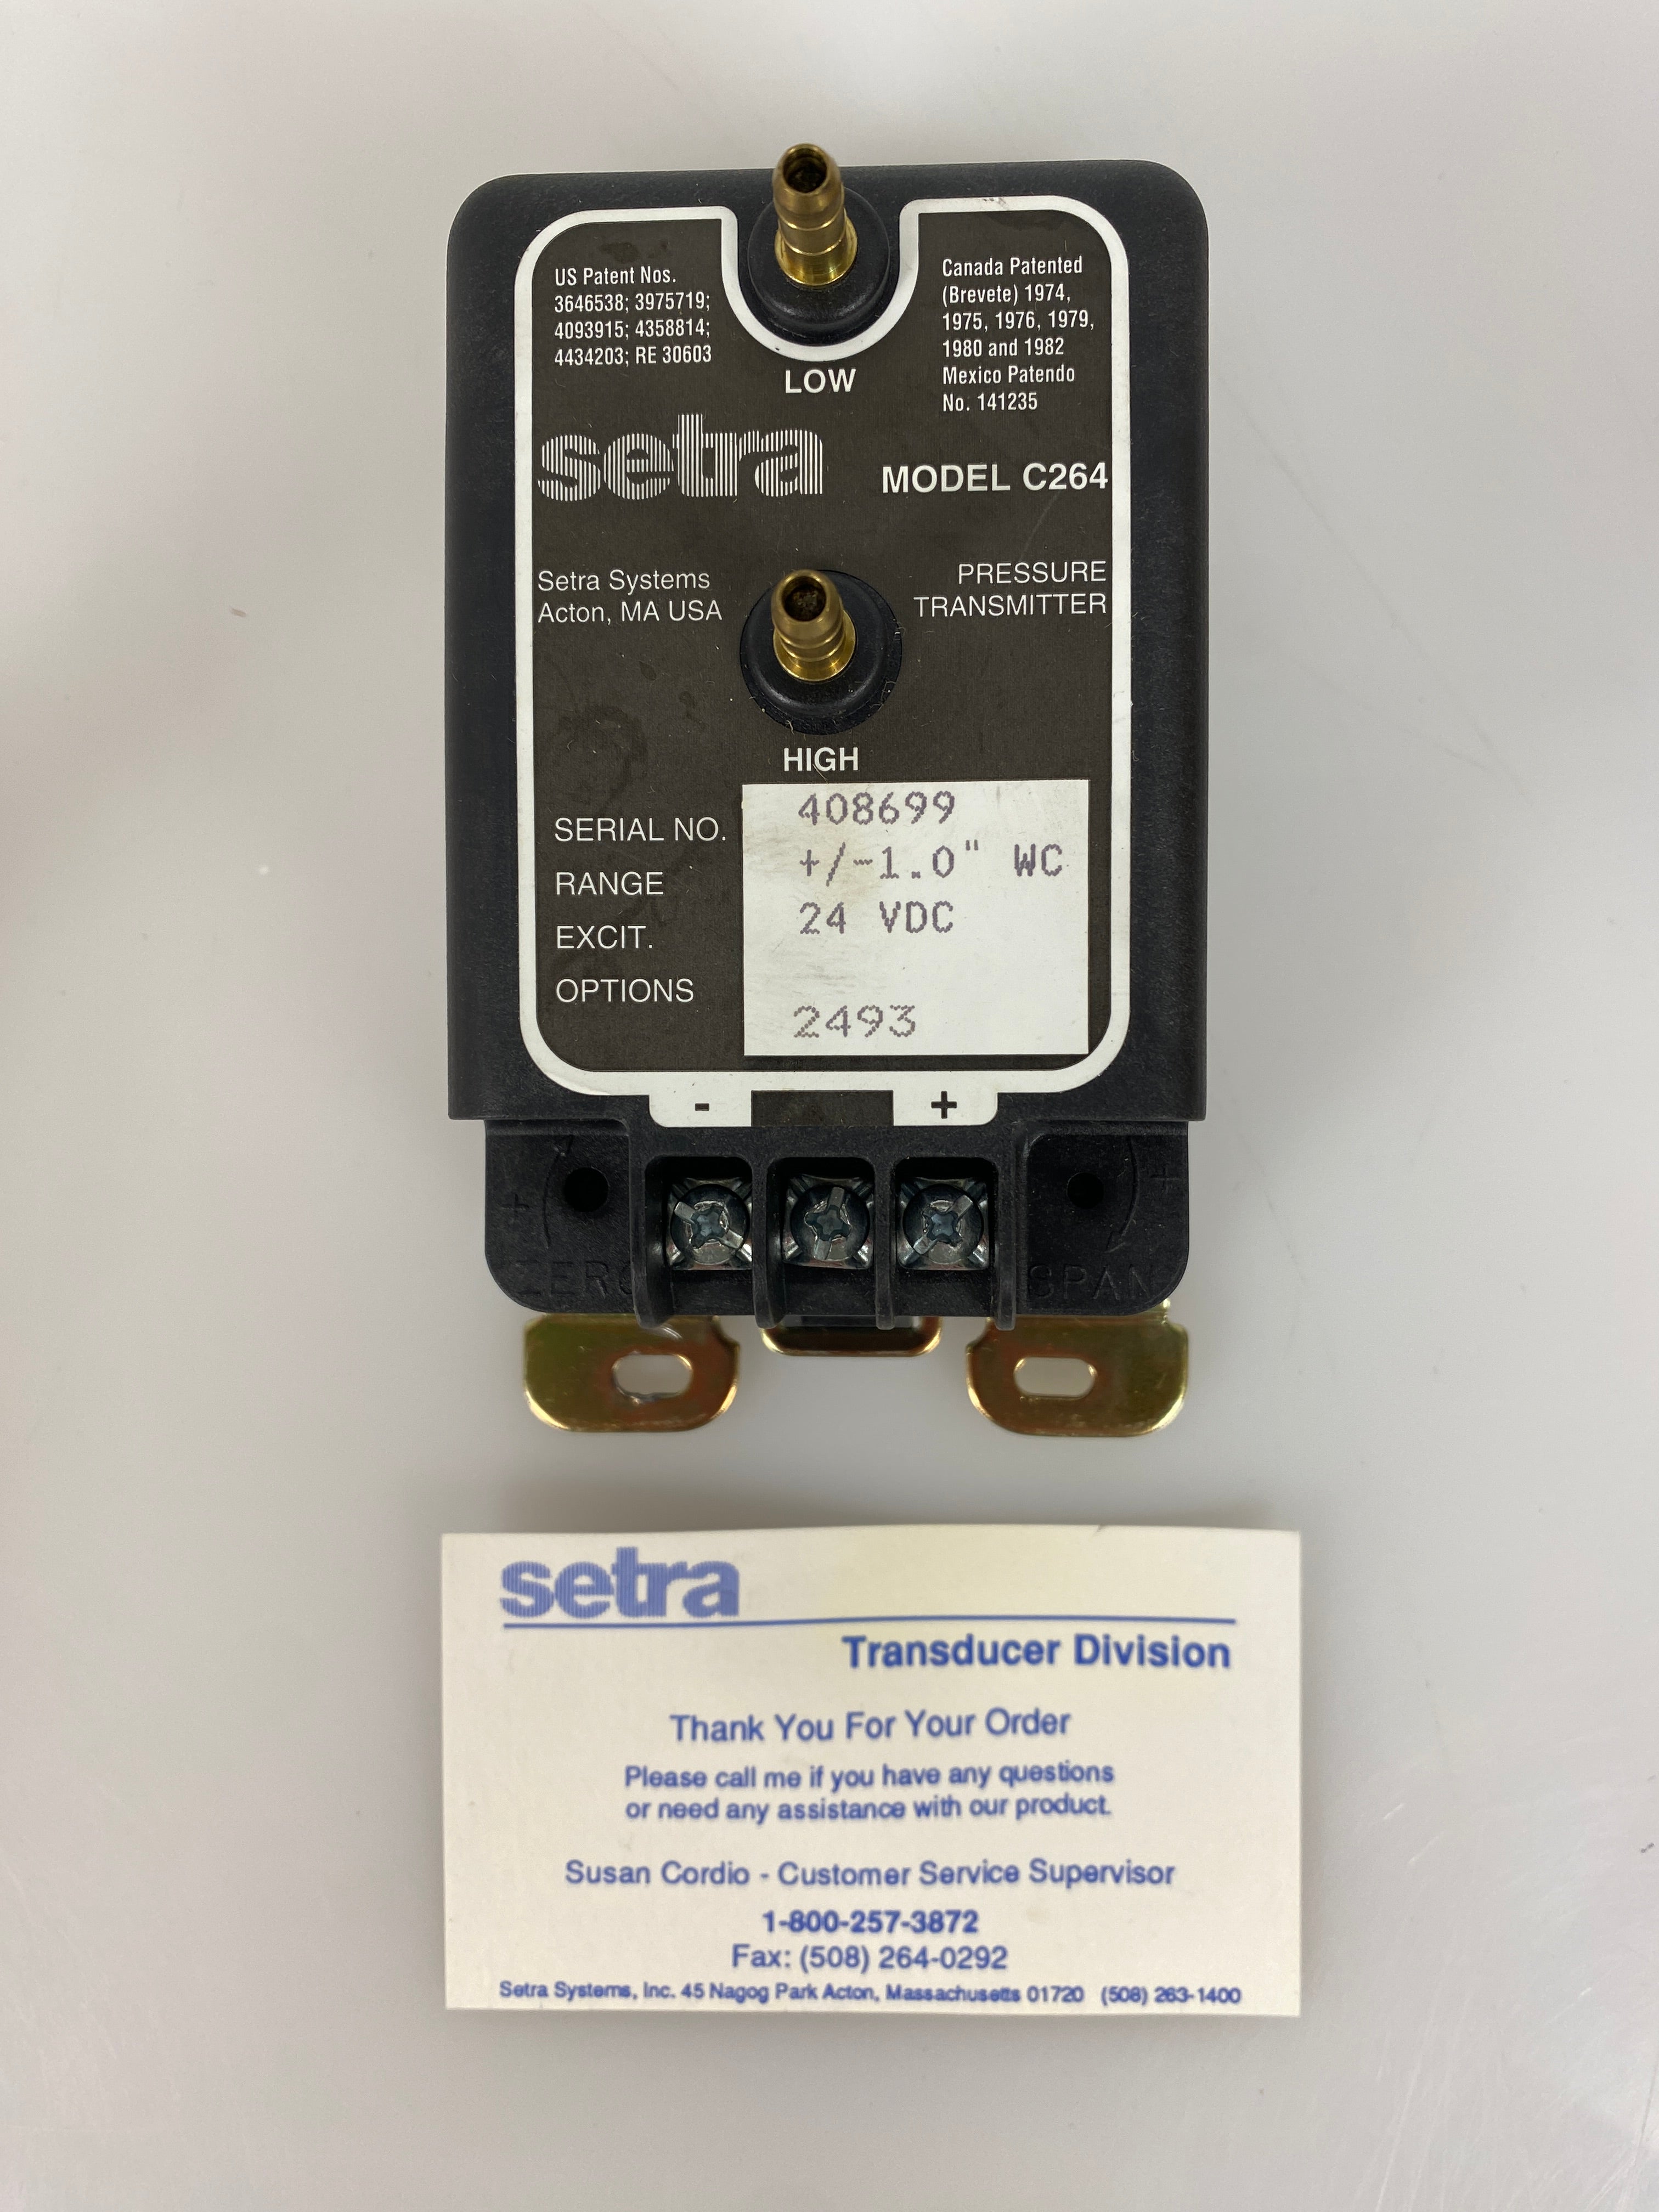 US Patent Nos.
3646538; 3975719;
4093915; 4358814;
4434203; RE 30603
LOW
Canada Patented
(Brevete) 1974,
1975, 1976, 1979,
1980 and 1982
Mexico Patendo
No. 141235
setra
MODEL C264
Setra Systems
Acton, MA USA
PRESSURE
TRANSMITTER
HIGH
SERIAL NO. 408699
RANGE +/-1.0" WC
EXCIT. 24 VDC
OPTIONS
2493
- +
+ +
ZERO SPAN
setra
Transducer Division
Thank You For Your Order
Please call me if you have any questions
or need any assistance with our product.
Susan Cordio - Customer Service Supervisor
1-800-257-3872
Fax: (508) 264-0292
Setra Systems, Inc. 45 Nagog Park Acton, Massachusetts 01720 (508) 263-1400